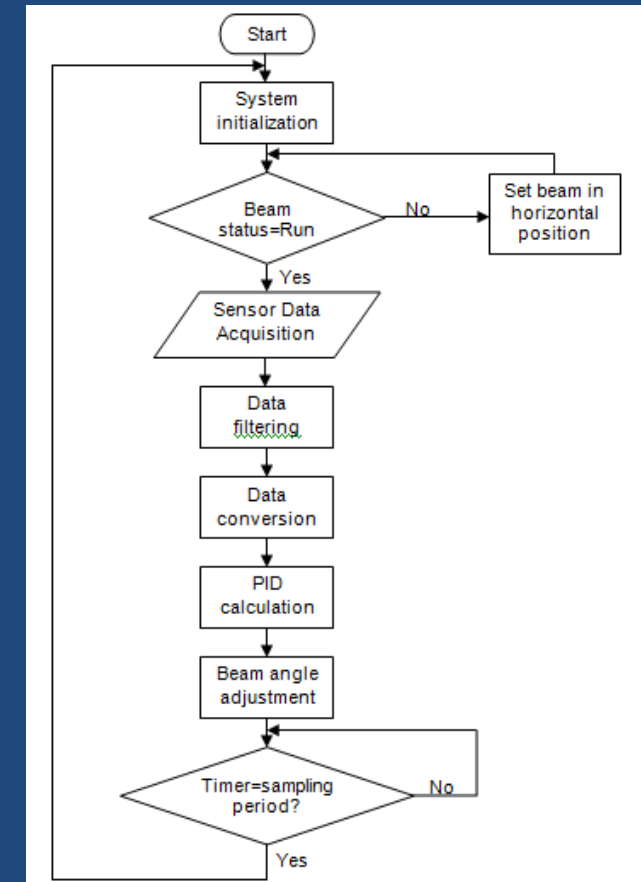 Start
System
initialization
Beam
status=Run
No
Set beam in
horizontal
position
Yes
Sensor Data
Acquisition
Data
filtering
Data
conversion
PID
calculation
Beam angle
adjustment
Timer=sampling
period?
No
Yes